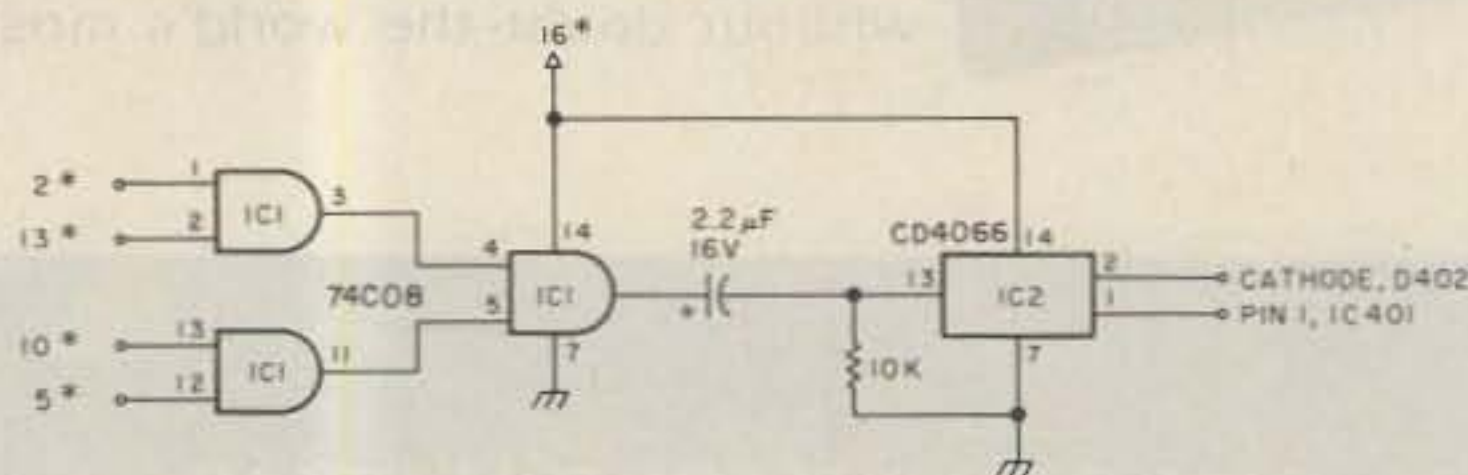 16*
2* 1 IC1 3
13* 2
14
4
5 IC1
74C08
7
10* 13 IC1 11
5* 12
2.2µF
16V
+
10K
CD4066 14
13 IC2 2 CATHODE, D402
1 PIN 1, IC401
7